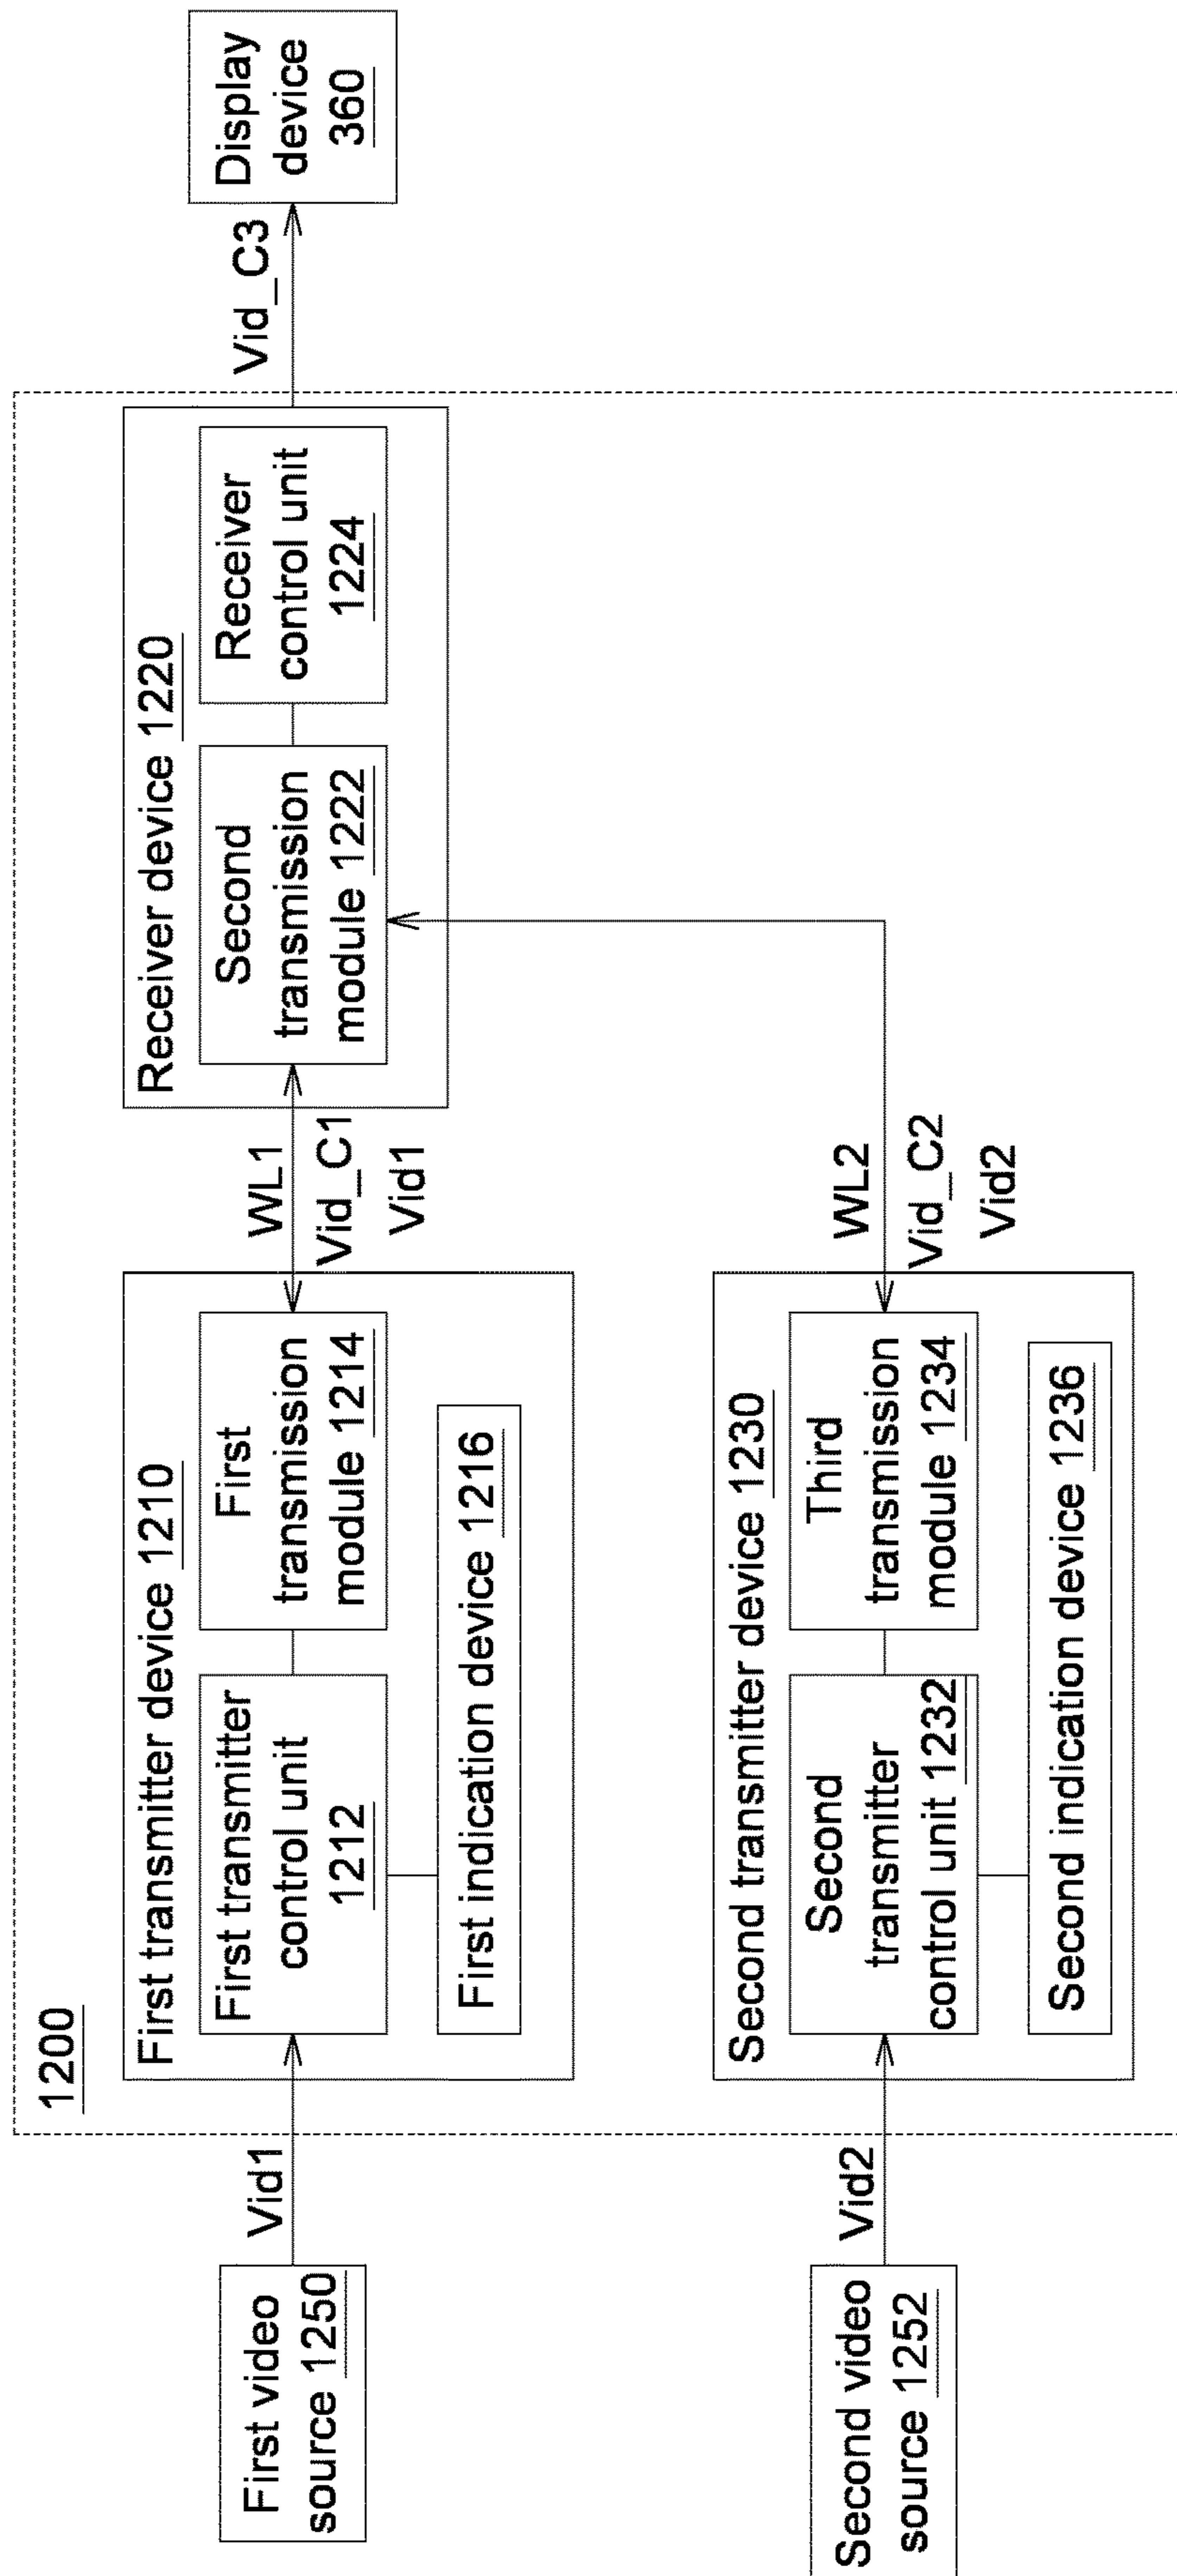 1200
First video
source 1250
Vid1
First transmitter device 1210
First transmitter
control unit
1212
First
transmission
module 1214
First indication device 1216
WL1
Vid_C1
Vid1
Receiver device 1220
Second
transmission
module 1222
Receiver
control unit
1224
Vid_C3
Display
device
360
Second video
source 1252
Vid2
Second transmitter device 1230
Second
transmitter
control unit 1232
Third
transmission
module 1234
Second indication device 1236
WL2
Vid_C2
Vid2